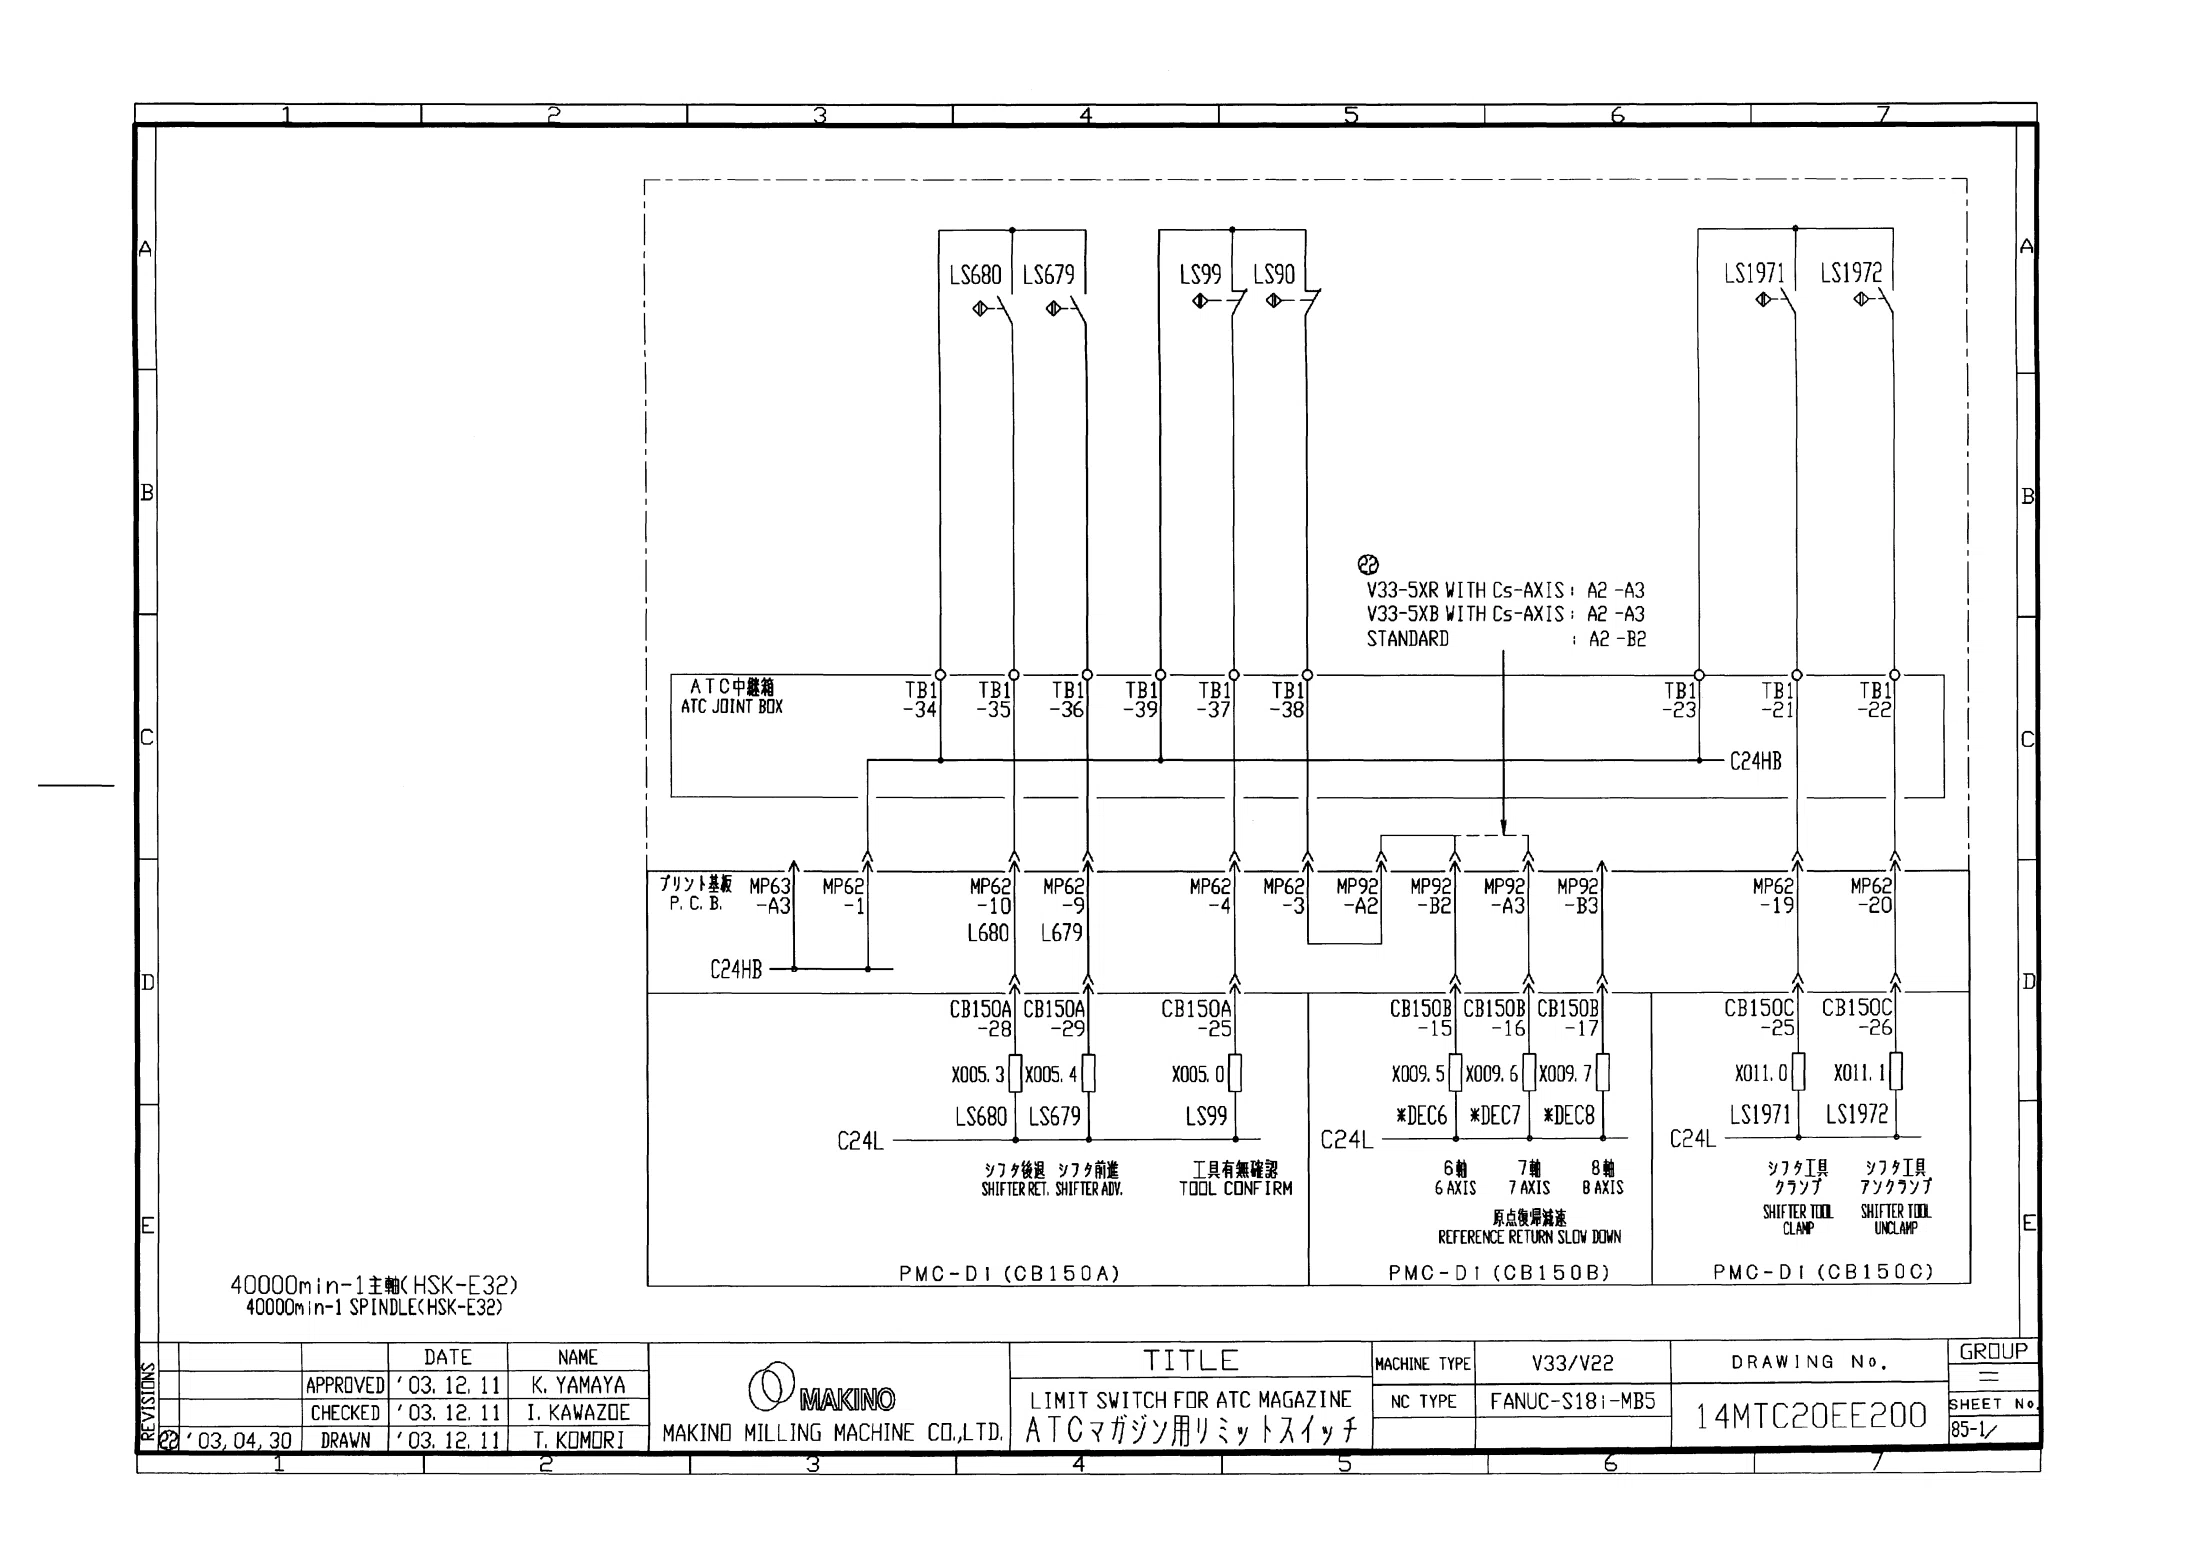 1 2 3 4 5 6 7
A
A
LS680 LS679 LS99 LS90 LS1971 LS1972
B
B
22
V33-5XR WITH Cs-AXIS: A2 -A3
V33-5XB WITH Cs-AXIS: A2 -A3
STANDARD : A2 -B2
ATC中継箱
ATC JOINT BOX
TB1 TB1 TB1 TB1 TB1 TB1 TB1 TB1 TB1
-34 -35 -36 -39 -37 -38 -23 -21 -22
C
C
C24HB
プリント基板 MP63 MP62 MP62 MP62 MP62 MP62 MP92 MP92 MP92 MP92 MP62 MP62
P. C. B. -A3 -1 -10 -9 -4 -3 -A2 -B2 -A3 -B3 -19 -20
L680 L679
C24HB
D
D
CB150A CB150A CB150A CB150B CB150B CB150B CB150C CB150C
-28 -29 -25 -15 -16 -17 -25 -26
X005.3 X005.4 X005.0 X009.5 X009.6 X009.7 X011.0 X011.1
LS680 LS679 LS99 *DEC6 *DEC7 *DEC8 LS1971 LS1972
C24L C24L C24L
シフタ後退 シフタ前進 工具有無確認 6軸 7軸 8軸 シフタ工具 シフタ工具
SHIFTER RET. SHIFTER ADV. TOOL CONFIRM 6 AXIS 7 AXIS 8 AXIS クランプ アンクランプ
原点復帰減速 SHIFTER TOOL SHIFTER TOOL
REFERENCE RETURN SLOW DOWN CLAMP UNCLAMP
E
E
PMC-DI (CB150A) PMC-DI (CB150B) PMC-DI (CB150C)
40000min-1主軸(HSK-E32)
40000min-1 SPINDLE(HSK-E32)
REVISIONS
DATE NAME
APPROVED '03. 12. 11 K. YAMAYA
CHECKED '03. 12. 11 I. KAWAZOE
22 '03, 04, 30 DRAWN '03. 12. 11 T. KOMORI
MAKINO
MAKINO MILLING MACHINE CO.,LTD.
TITLE
LIMIT SWITCH FOR ATC MAGAZINE
ATCマガジン用リミットスイッチ
MACHINE TYPE V33/V22
NC TYPE FANUC-S18i-MB5
DRAWING No.
14MTC20EE200
GROUP
=
SHEET No.
85-1/
1 2 3 4 5 6 7